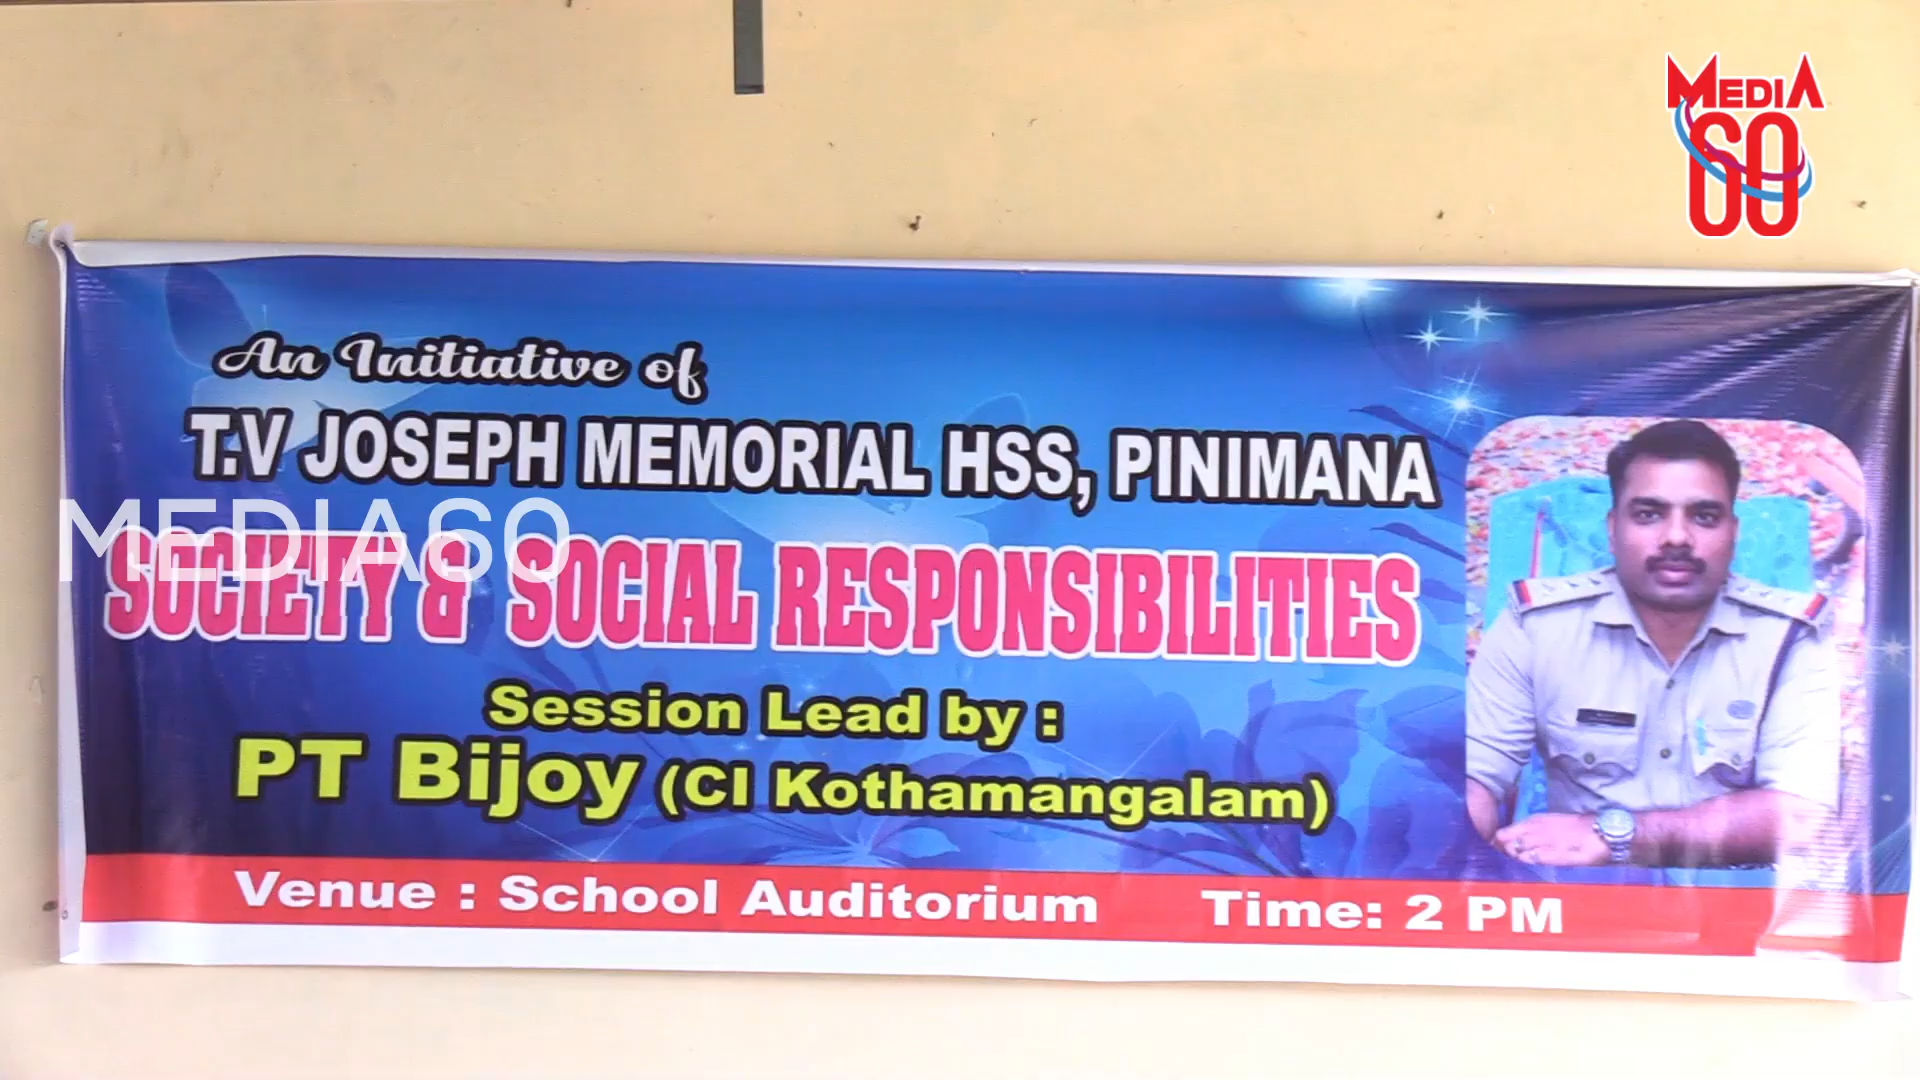 MEDIA
60
An Initiative of
T.V JOSEPH MEMORIAL HSS, PINIMANA
MEDIA60
SOCIETY & SOCIAL RESPONSIBILITIES
Session Lead by :
PT Bijoy (CI Kothamangalam)
Venue : School Auditorium Time: 2 PM